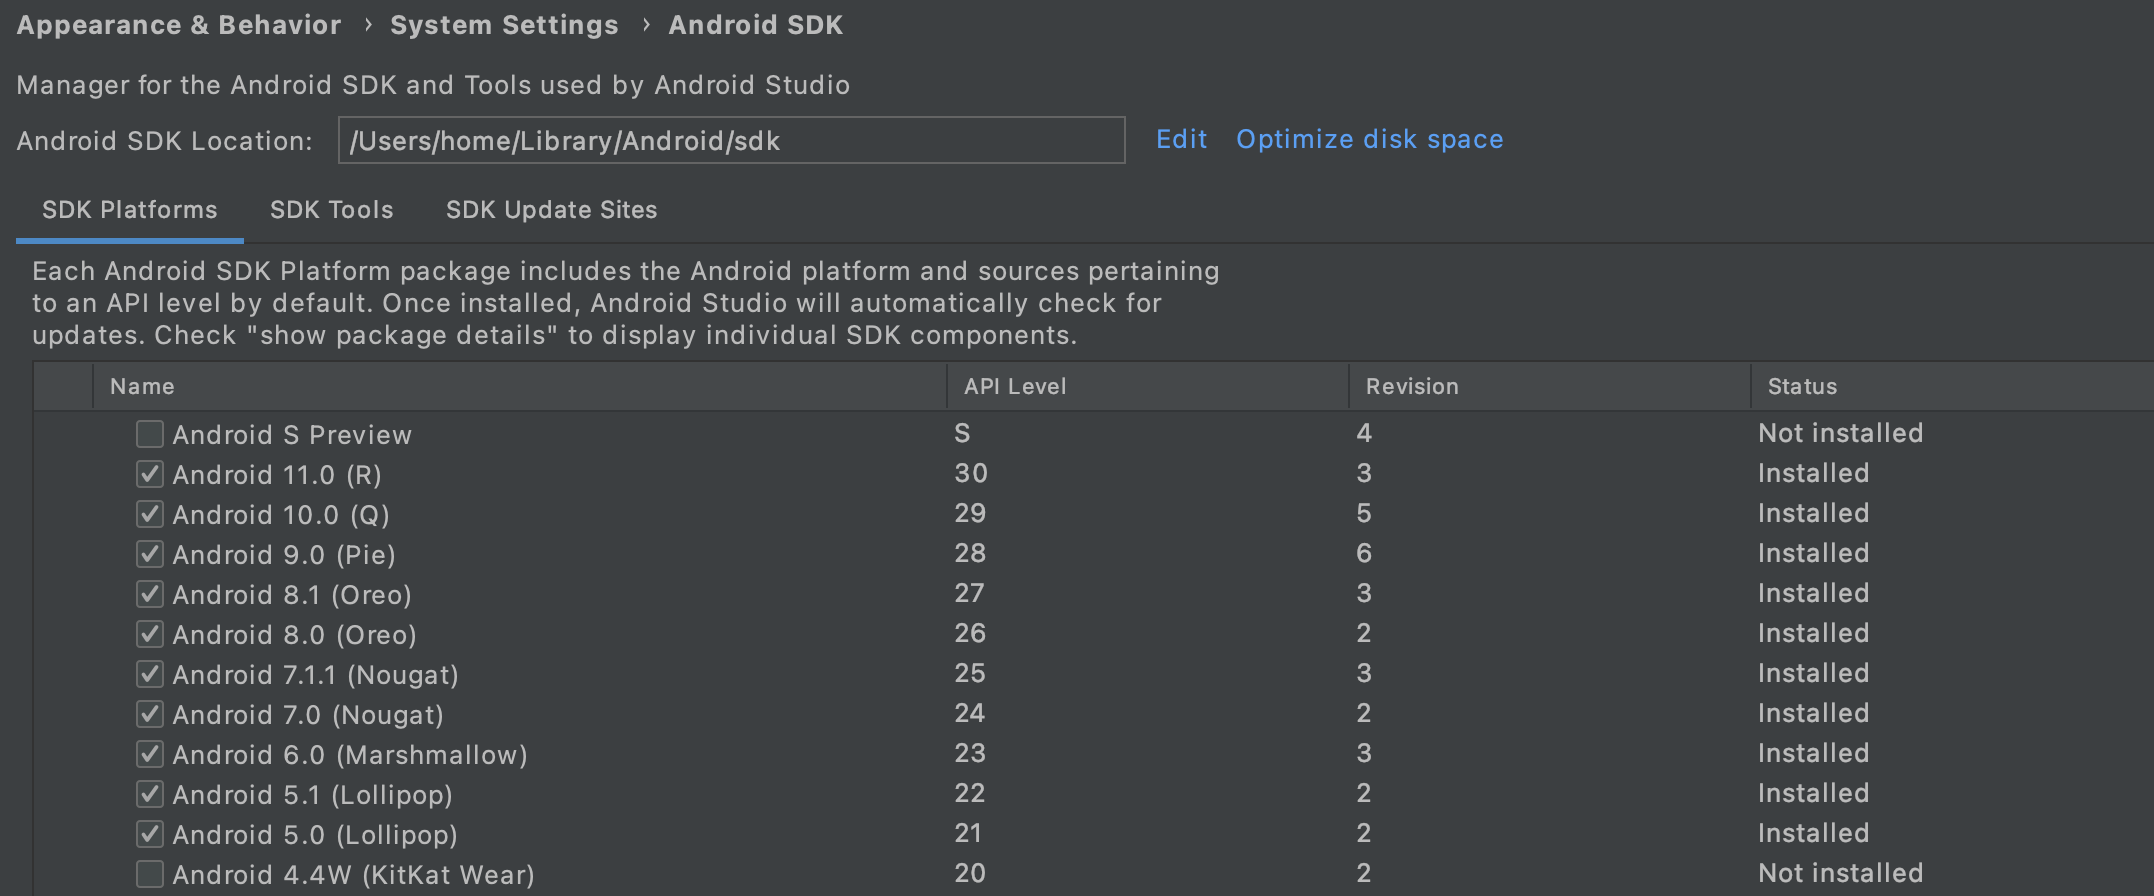 Appearance & Behavior › System Settings › Android SDK
Manager for the Android SDK and Tools used by Android Studio
Android SDK Location: /Users/home/Library/Android/sdk Edit Optimize disk space
SDK Platforms SDK Tools SDK Update Sites
Each Android SDK Platform package includes the Android platform and sources pertaining
to an API level by default. Once installed, Android Studio will automatically check for
updates. Check "show package details" to display individual SDK components.
Name API Level Revision Status
Android S Preview S 4 Not installed
Android 11.0 (R) 30 3 Installed
Android 10.0 (Q) 29 5 Installed
Android 9.0 (Pie) 28 6 Installed
Android 8.1 (Oreo) 27 3 Installed
Android 8.0 (Oreo) 26 2 Installed
Android 7.1.1 (Nougat) 25 3 Installed
Android 7.0 (Nougat) 24 2 Installed
Android 6.0 (Marshmallow) 23 3 Installed
Android 5.1 (Lollipop) 22 2 Installed
Android 5.0 (Lollipop) 21 2 Installed
Android 4.4W (KitKat Wear) 20 2 Not installed